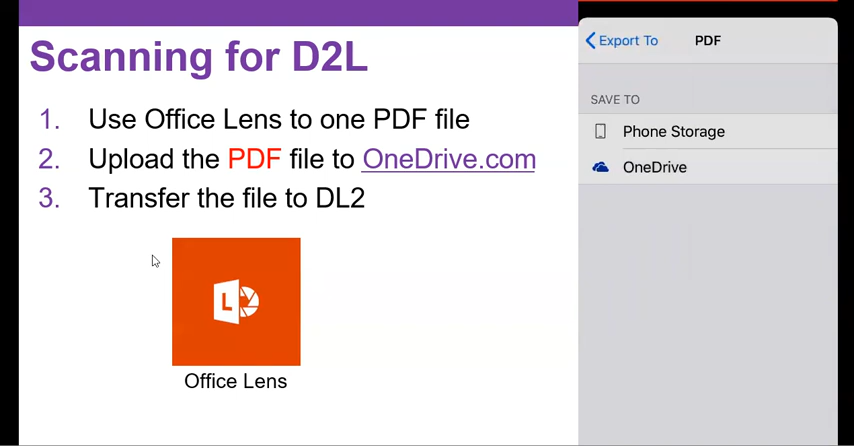 Scanning for D2L
1. Use Office Lens to one PDF file
2. Upload the PDF file to OneDrive.com
3. Transfer the file to DL2
L
Office Lens
Export To PDF
SAVE TO
Phone Storage
OneDrive